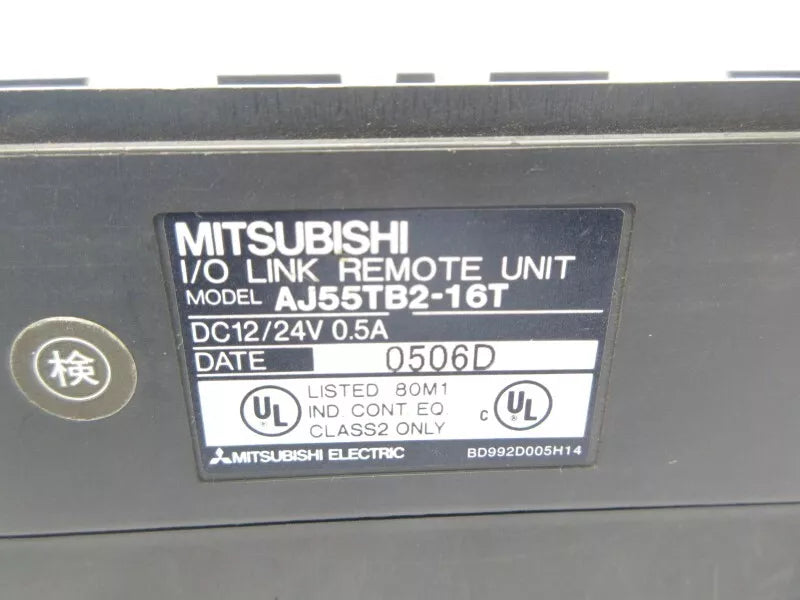 MITSUBISHI
I/O LINK REMOTE UNIT
MODEL AJ55TB2-16T
DC12/24V 0.5A
DATE 0506D
検
UL LISTED 80M1 c UL
IND. CONT. EQ.
CLASS2 ONLY
MITSUBISHI ELECTRIC BD992D005H14